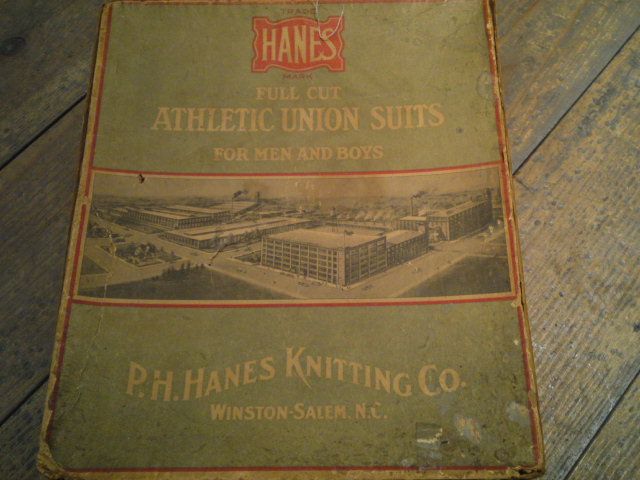 TRADE
HANES
MARK
FULL CUT
ATHLETIC UNION SUITS
FOR MEN AND BOYS
P.H. HANES KNITTING CO.
WINSTON-SALEM, N.C.